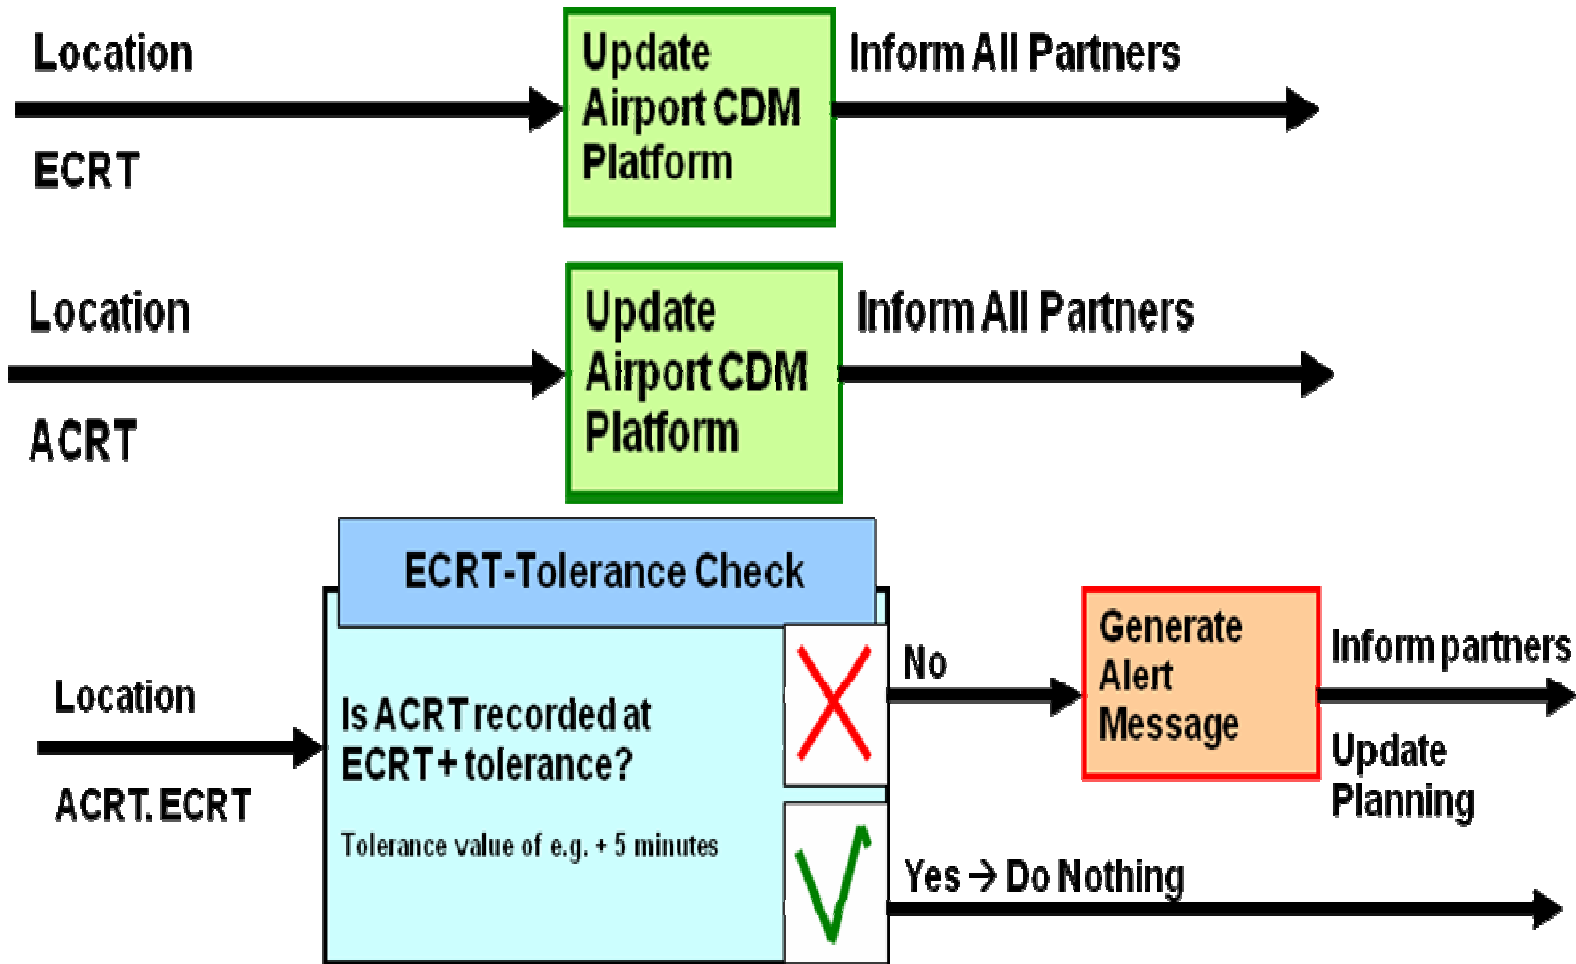 Location
ECRT
Update
Airport CDM
Platform
Inform All Partners
Location
ACRT
Update
Airport CDM
Platform
Inform All Partners
Location
ACRT. ECRT
ECRT-Tolerance Check
Is ACRT recorded at
ECRT + tolerance?
Tolerance value of e.g. + 5 minutes
No
Generate
Alert
Message
Inform partners
Update
Planning
Yes → Do Nothing